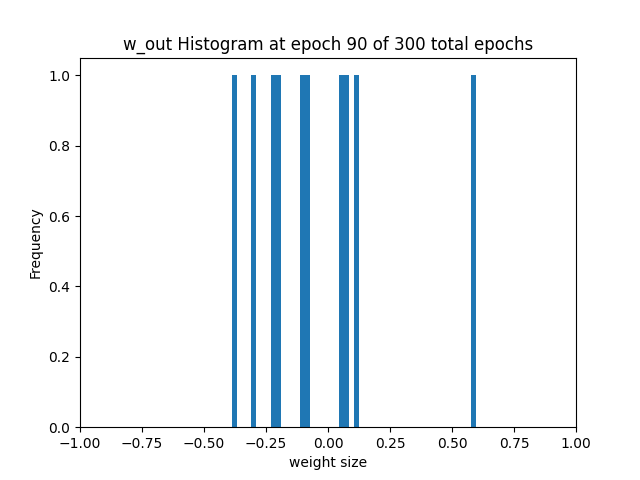 w_out Histogram at epoch 90 of 300 total epochs
1.0
0.8
0.6
0.4
0.2
0.0
Frequency
−1.00 −0.75 −0.50 −0.25 0.00 0.25 0.50 0.75 1.00
weight size